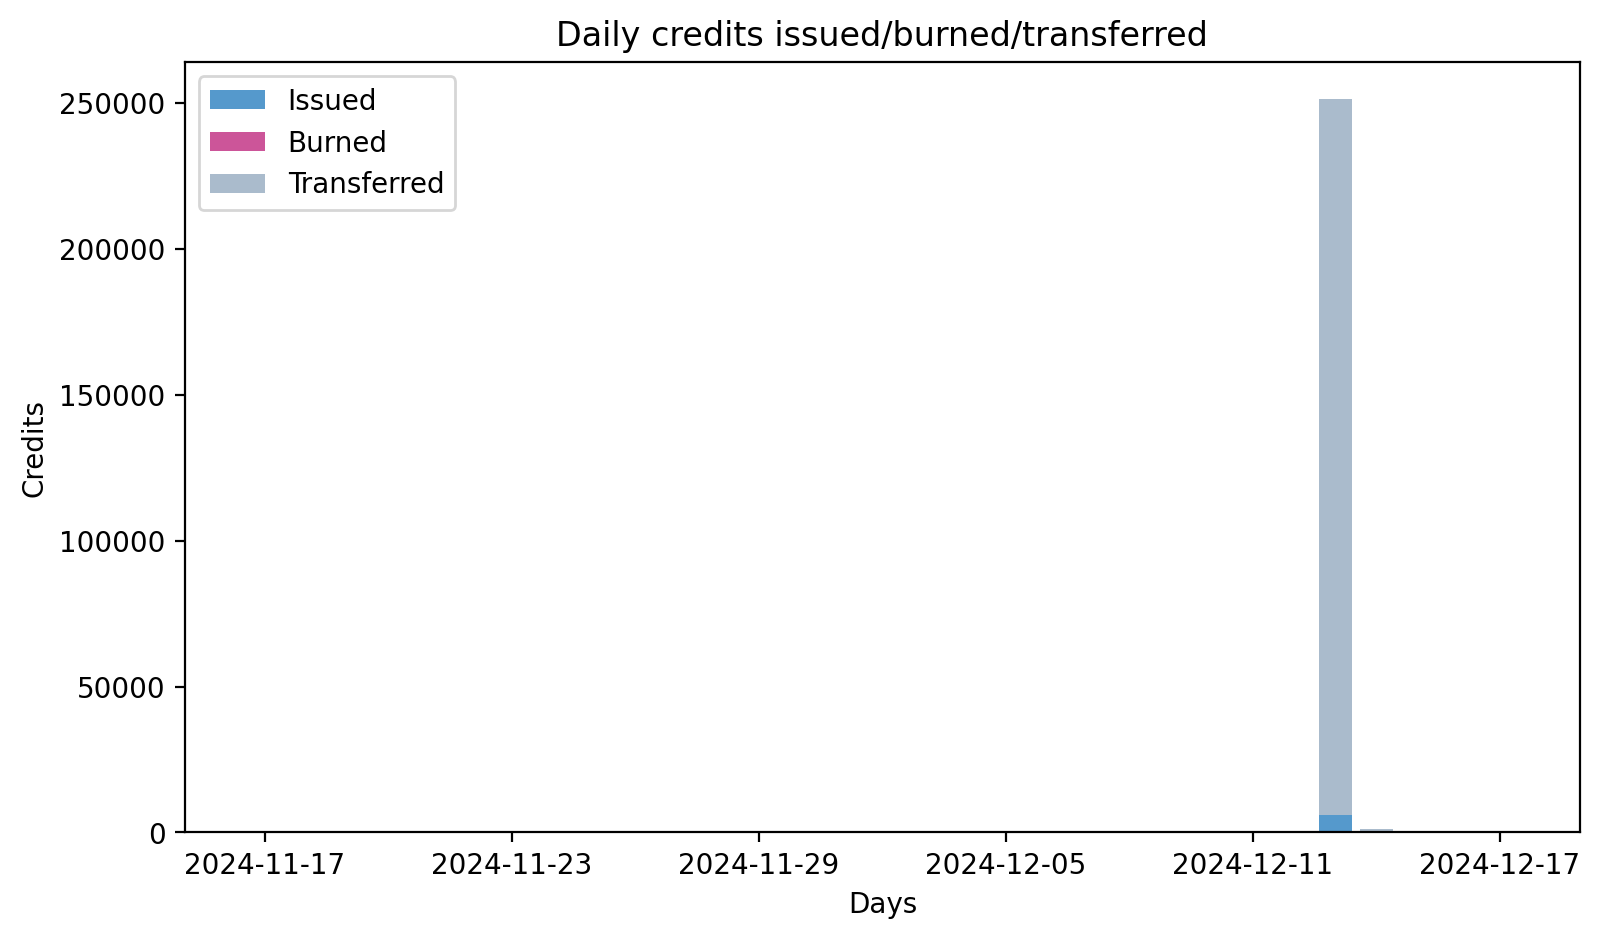 Daily credits issued/burned/transferred
Issued
Burned
Transferred
250000
200000
150000
100000
50000
0
Credits
2024-11-17 2024-11-23 2024-11-29 2024-12-05 2024-12-11 2024-12-17
Days